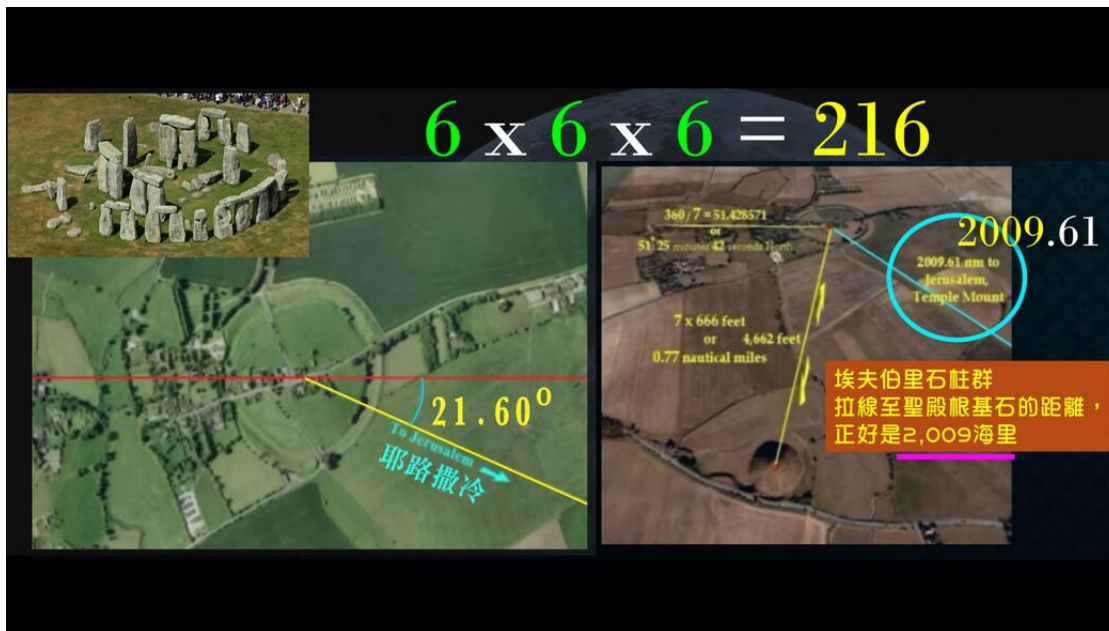 6 x 6 x 6 = 216
21.60°
To Jerusalem
耶路撒冷
360 / 7 = 51.428571
or
51° 25 minutes 42 seconds North
7 x 666 feet
or 4,662 feet
0.77 nautical miles
2009.61
2009.61 nm to
Jerusalem,
Temple Mount
埃夫伯里石柱群
拉線至聖殿根基石的距離，
正好是2,009海里